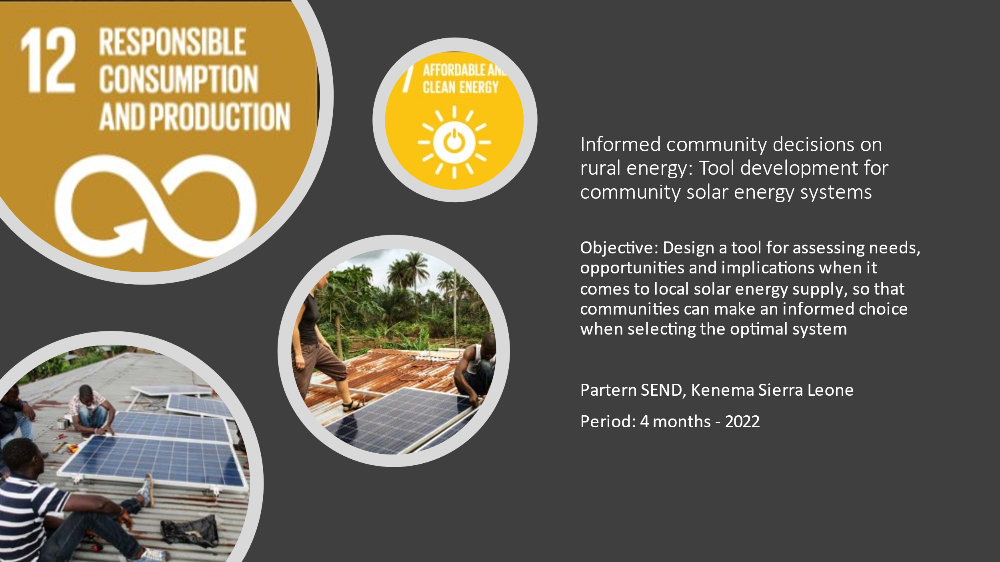 12 RESPONSIBLE
CONSUMPTION
AND PRODUCTION
7 AFFORDABLE AND
CLEAN ENERGY
Informed community decisions on
rural energy: Tool development for
community solar energy systems
Objective: Design a tool for assessing needs,
opportunities and implications when it
comes to local solar energy supply, so that
communities can make an informed choice
when selecting the optimal system
Partern SEND, Kenema Sierra Leone
Period: 4 months - 2022